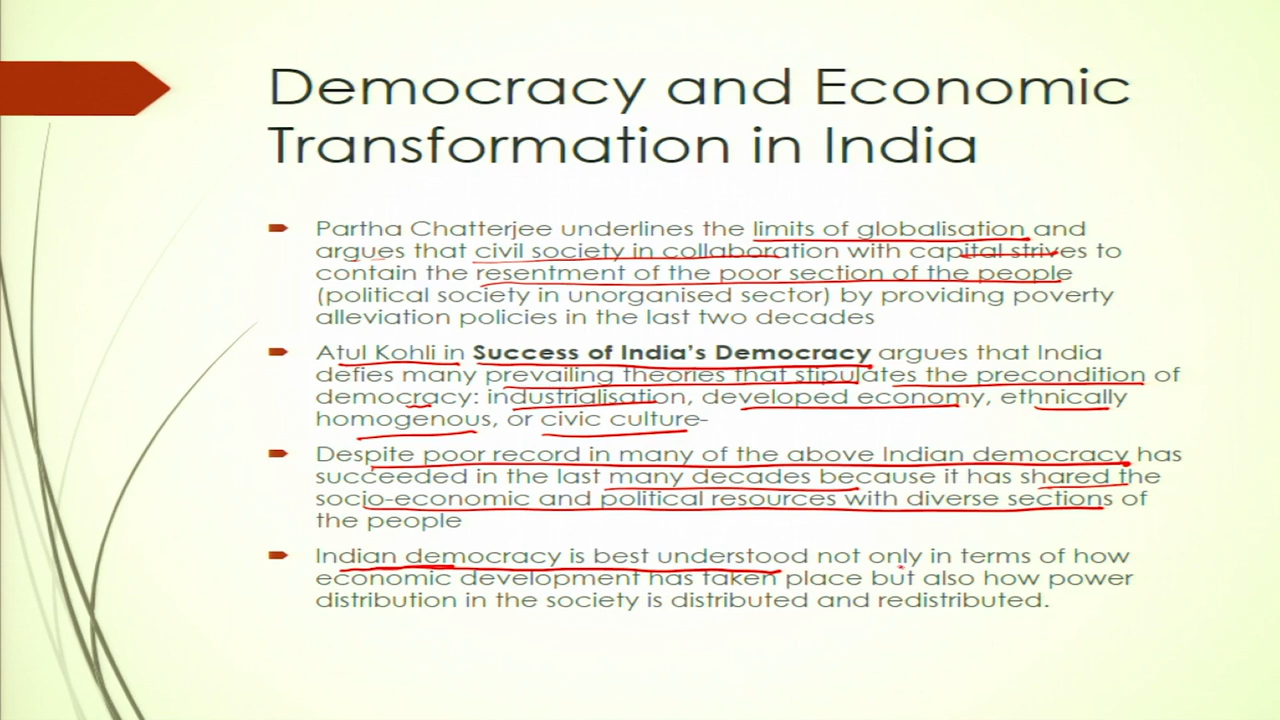 Democracy and Economic
Transformation in India
Partha Chatterjee underlines the limits of globalisation and
argues that civil society in collaboration with capital strives to
contain the resentment of the poor section of the people
(political society in unorganised sector) by providing poverty
alleviation policies in the last two decades
Atul Kohli in Success of India's Democracy argues that India
defies many prevailing theories that stipulates the precondition of
democracy: industrialisation, developed economy, ethnically
homogenous, or civic culture-
Despite poor record in many of the above Indian democracy has
succeeded in the last many decades because it has shared the
socio-economic and political resources with diverse sections of
the people
Indian democracy is best understood not only in terms of how
economic development has taken place but also how power
distribution in the society is distributed and redistributed.